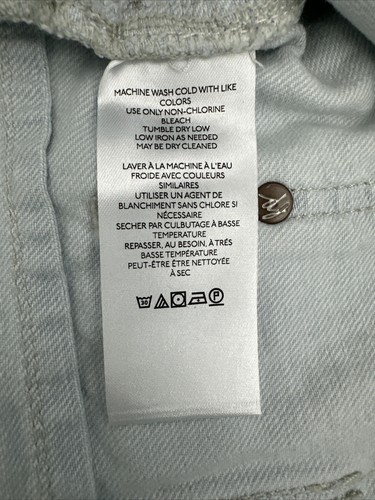 MACHINE WASH COLD WITH LIKE
COLORS
USE ONLY NON-CHLORINE
BLEACH
TUMBLE DRY LOW
LOW IRON AS NEEDED
MAY BE DRY CLEANED
LAVER À LA MACHINE À L'EAU
FROIDE AVEC COULEURS
SIMILAIRES
UTILISER UN AGENT DE
BLANCHIMENT SANS CHLORE SI
NÉCESSAIRE
SECHER PAR CULBUTAGE À BASSE
TEMPERATURE
REPASSER, AU BESOIN, À TRÉS
BASSE TEMPÉRATURE
PEUT-ÊTRE ÊTRE NETTOYÉE
À SEC
30 P